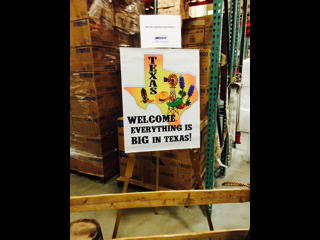 TEXAS
WELCOME
EVERYTHING IS
BIG IN TEXAS!